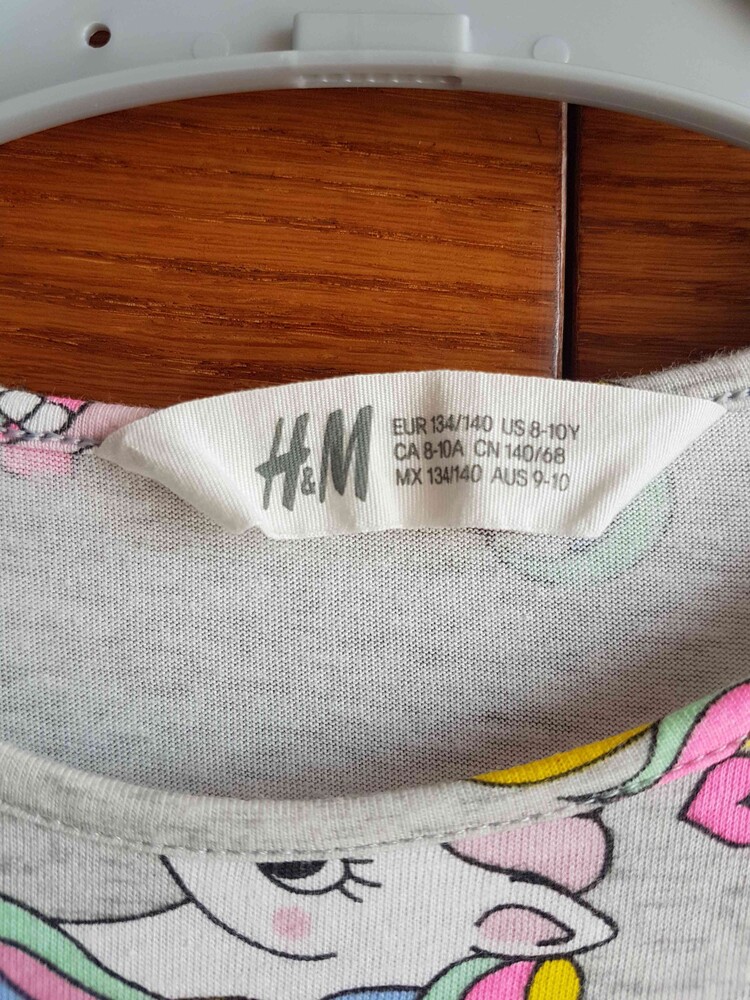 H&M
EUR 134/140 US 8-10Y
CA 8-10A CN 140/68
MX 134/140 AUS 9-10